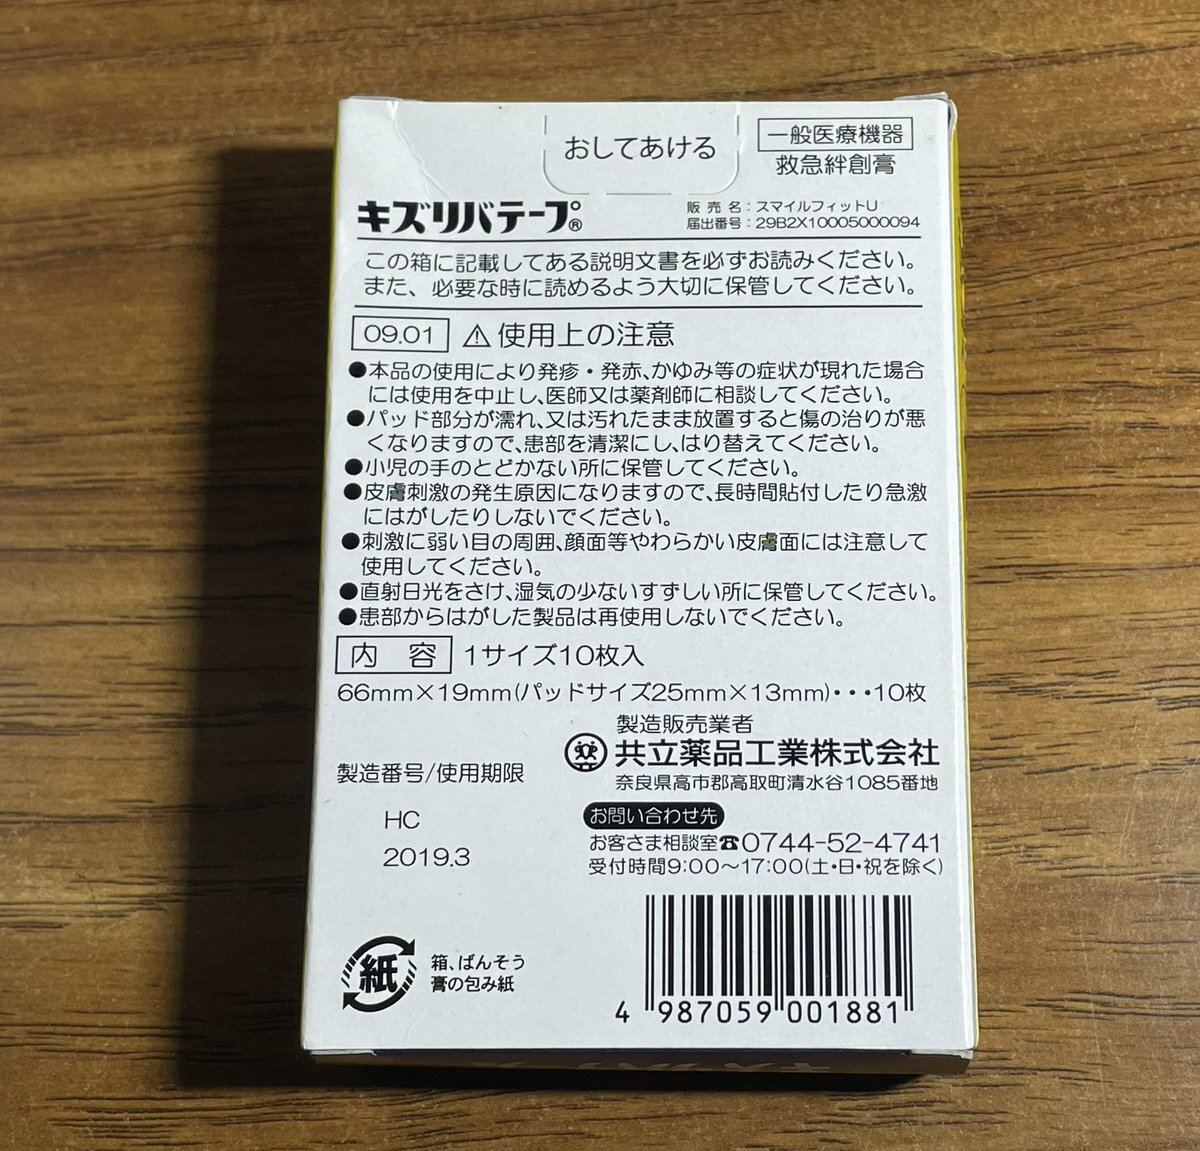 おしてあける
一般医療機器
救急絆創膏
キズリバテープ®
販売名：スマイルフィットU
届出番号：29B2X10005000094
この箱に記載してある説明文書を必ずお読みください。
また、必要な時に読めるよう大切に保管してください。
09.01 ⚠使用上の注意
●本品の使用により発疹・発赤、かゆみ等の症状が現れた場合
には使用を中止し、医師又は薬剤師に相談してください。
●パッド部分が濡れ、又は汚れたまま放置すると傷の治りが悪
くなりますので、患部を清潔にし、はり替えてください。
●小児の手のとどかない所に保管してください。
●皮膚刺激の発生原因になりますので、長時間貼付したり急激
にはがしたりしないでください。
●刺激に弱い目の周囲、顔面等やわらかい皮膚面には注意して
使用してください。
●直射日光をさけ、湿気の少ないすずしい所に保管してください。
●患部からはがした製品は再使用しないでください。
内 容 1サイズ10枚入
66mm×19mm(パッドサイズ25mm×13mm)・・・10枚
製造販売業者
共立薬品工業株式会社
奈良県高市郡高取町清水谷1085番地
製造番号/使用期限
HC
2019.3
お問い合わせ先
お客さま相談室☎0744-52-4741
受付時間9:00〜17:00(土・日・祝を除く)
紙
箱、ばんそう
膏の包み紙
4 987059 001881